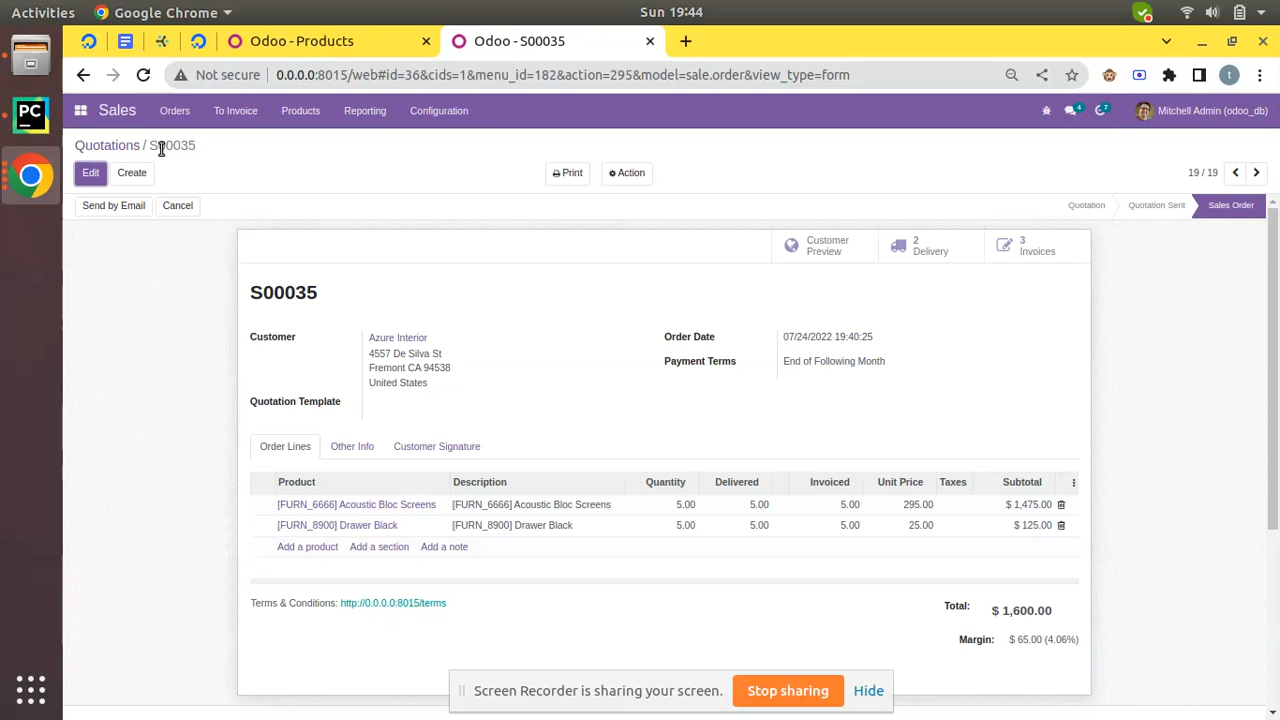 Activities Google Chrome Sun 19:44
Odoo - Products Odoo - S00035
Not secure 0.0.0.0:8015/web#id=36&cids=1&menu_id=182&action=295&model=sale.order&view_type=form t
Sales Orders To Invoice Products Reporting Configuration 4 7 Mitchell Admin (odoo_db)
Quotations / S00035
Edit Create Print Action 19 / 19
Send by Email Cancel Quotation Quotation Sent Sales Order
Customer Preview 2 Delivery 3 Invoices
S00035
Customer Azure Interior Order Date 07/24/2022 19:40:25
4557 De Silva St
Fremont CA 94538 Payment Terms End of Following Month
United States
Quotation Template
Order Lines Other Info Customer Signature
Product Description Quantity Delivered Invoiced Unit Price Taxes Subtotal
[FURN_6666] Acoustic Bloc Screens [FURN_6666] Acoustic Bloc Screens 5.00 5.00 5.00 295.00 $ 1,475.00
[FURN_8900] Drawer Black [FURN_8900] Drawer Black 5.00 5.00 5.00 25.00 $ 125.00
Add a product Add a section Add a note
Terms & Conditions: http://0.0.0.0:8015/terms Total: $ 1,600.00
Margin: $ 65.00 (4.06%)
Screen Recorder is sharing your screen. Stop sharing Hide
PC